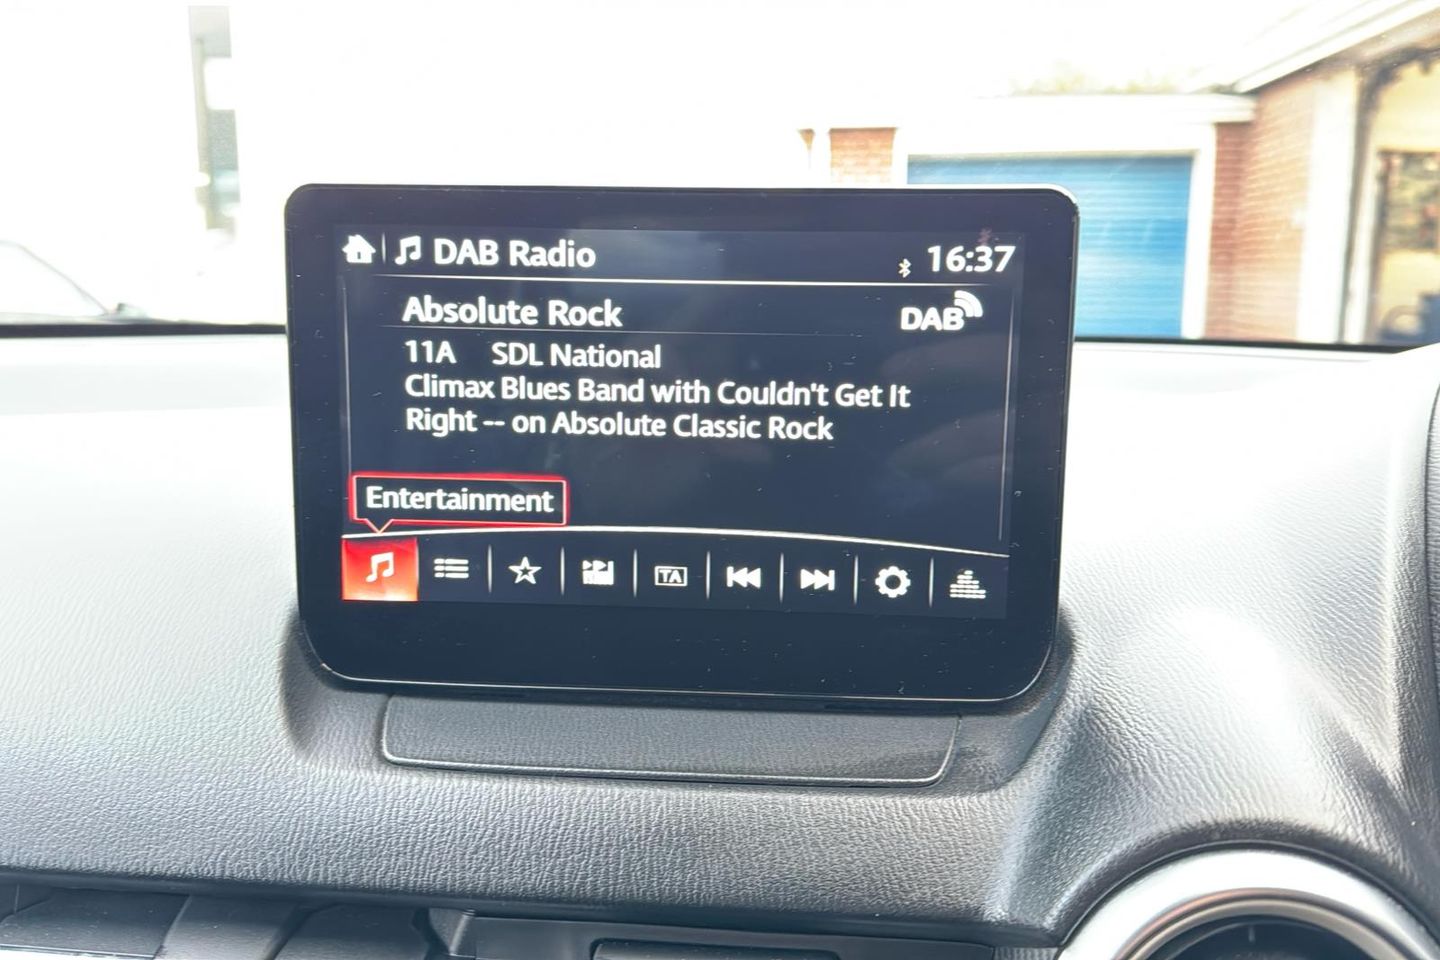 DAB Radio
16:37
Absolute Rock
DAB
11A SDL National
Climax Blues Band with Couldn't Get It
Right -- on Absolute Classic Rock
Entertainment
TA